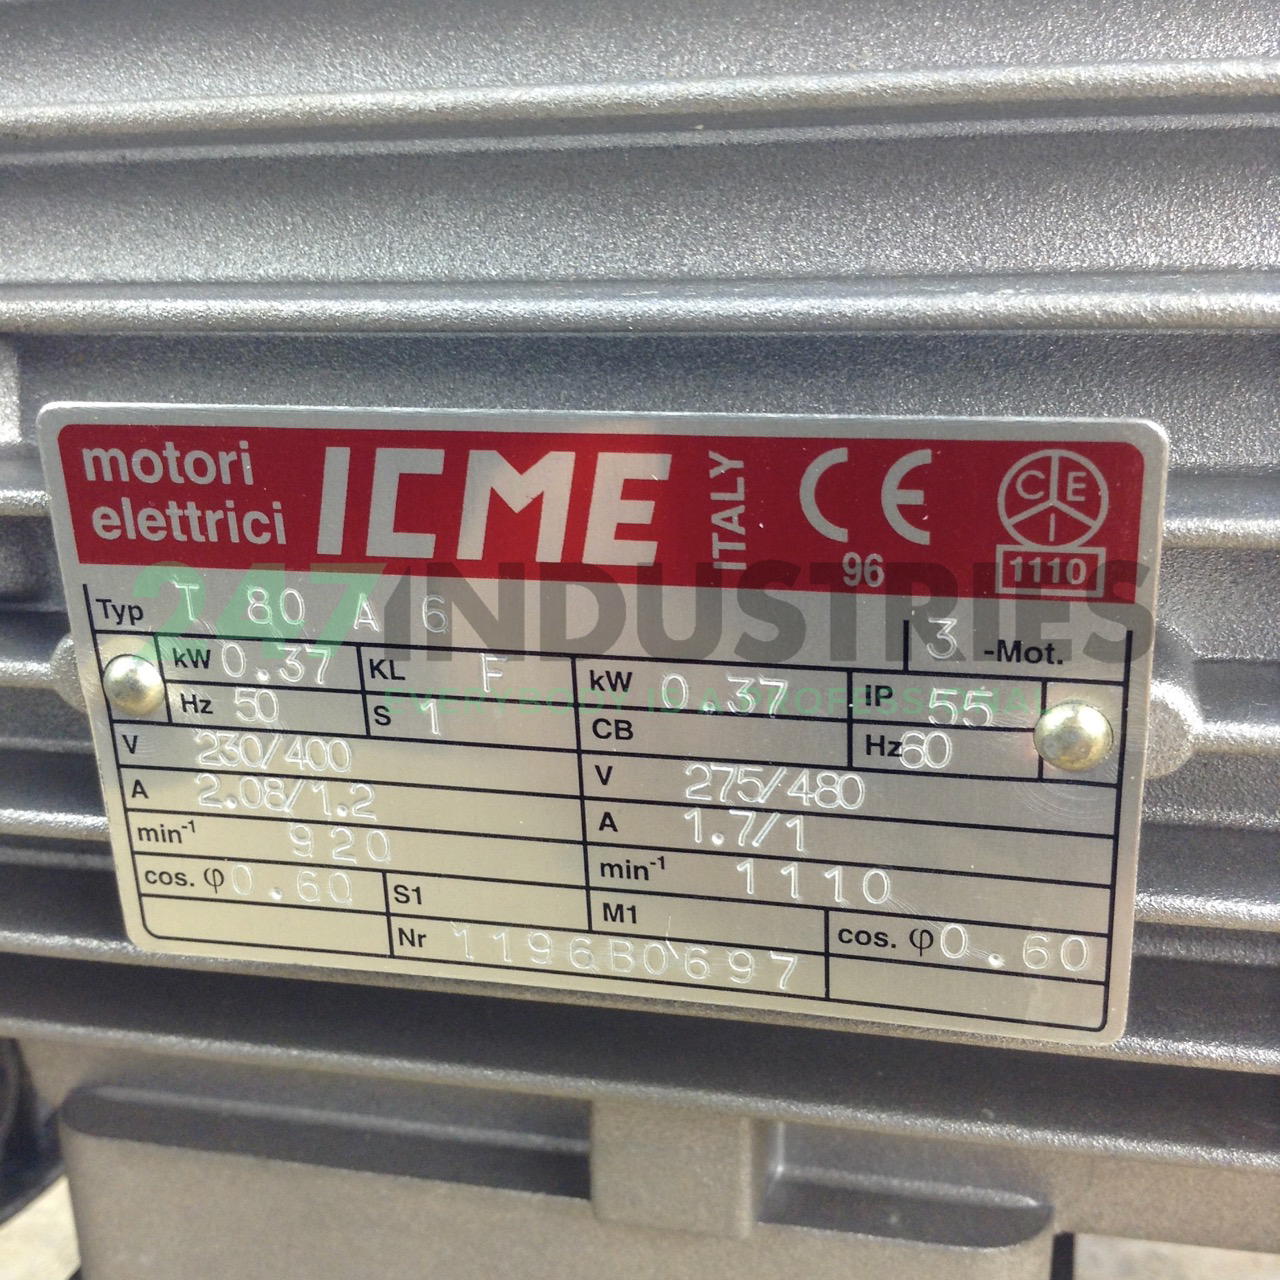 motori
elettrici
ICME
ITALY
CE
96
CEI
1110
Typ T 80 A 6
3 -Mot.
kW 0.37 KL F kW 0.37 IP 55
Hz 50 S 1 CB Hz 60
V 230/400 V 275/480
A 2.08/1.2 A 1.7/1
min-1 920 min-1 1110
cos. φ 0.60 S1 M1 cos. φ 0.60
Nr 1196B0697
247INDUSTRIES
EVERYBODY IS A PROFESSIONAL